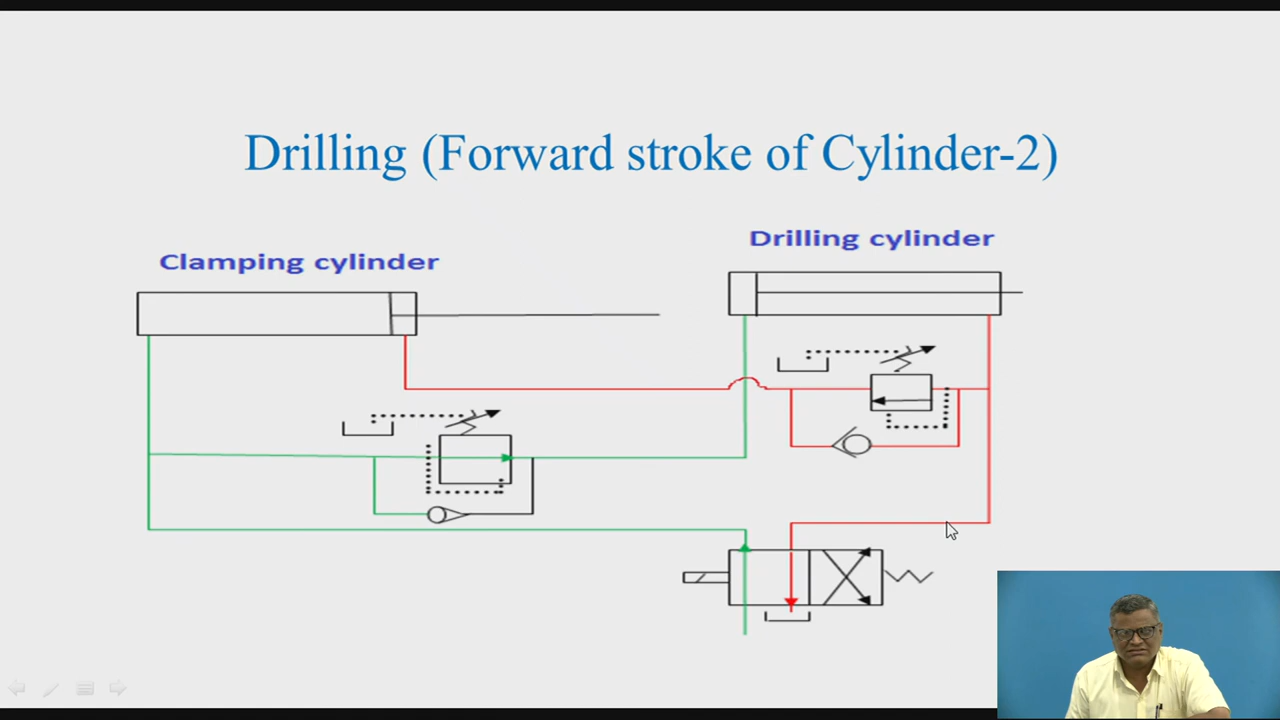 Drilling (Forward stroke of Cylinder-2)
Clamping cylinder
Drilling cylinder